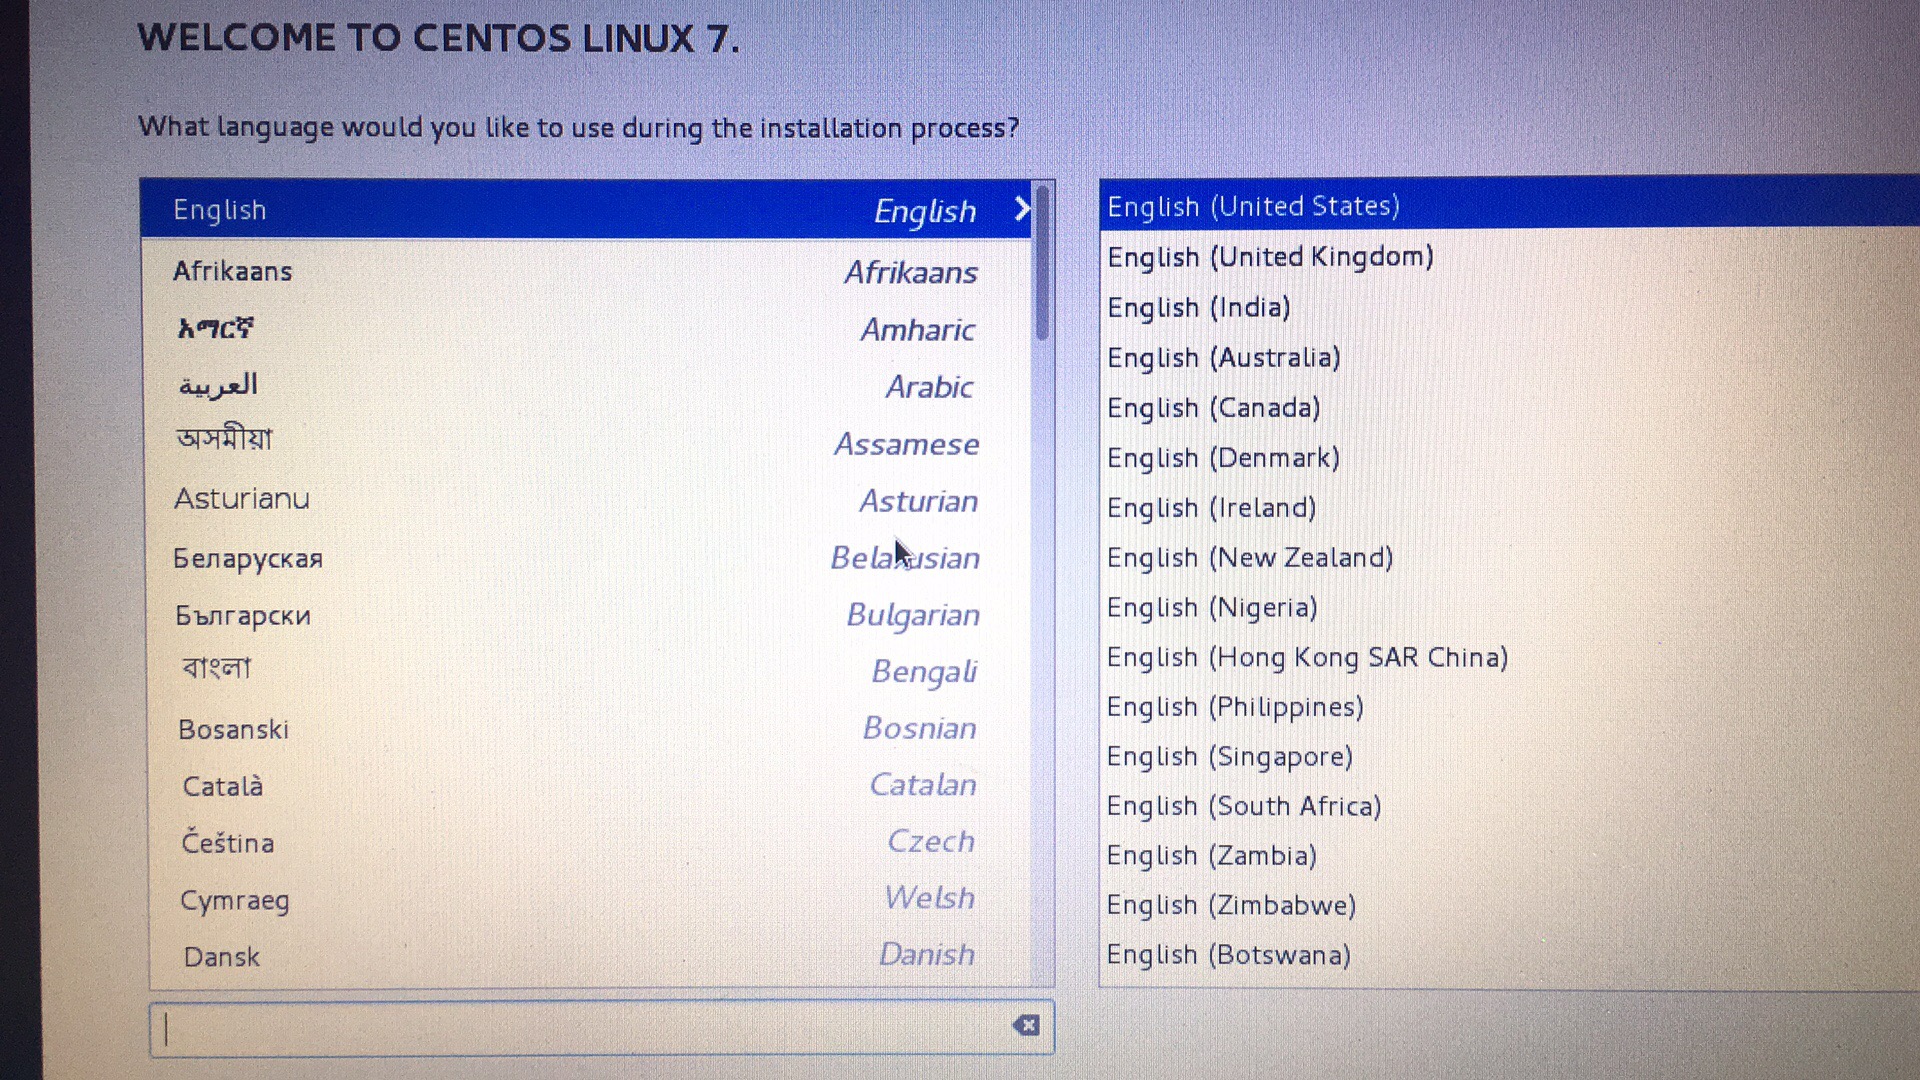 WELCOME TO CENTOS LINUX 7.
What language would you like to use during the installation process?
English English
Afrikaans Afrikaans
አማርኛ Amharic
العربية Arabic
অসমীয়া Assamese
Asturianu Asturian
Беларуская Belarusian
Български Bulgarian
বাংলা Bengali
Bosanski Bosnian
Català Catalan
Čeština Czech
Cymraeg Welsh
Dansk Danish
English (United States)
English (United Kingdom)
English (India)
English (Australia)
English (Canada)
English (Denmark)
English (Ireland)
English (New Zealand)
English (Nigeria)
English (Hong Kong SAR China)
English (Philippines)
English (Singapore)
English (South Africa)
English (Zambia)
English (Zimbabwe)
English (Botswana)